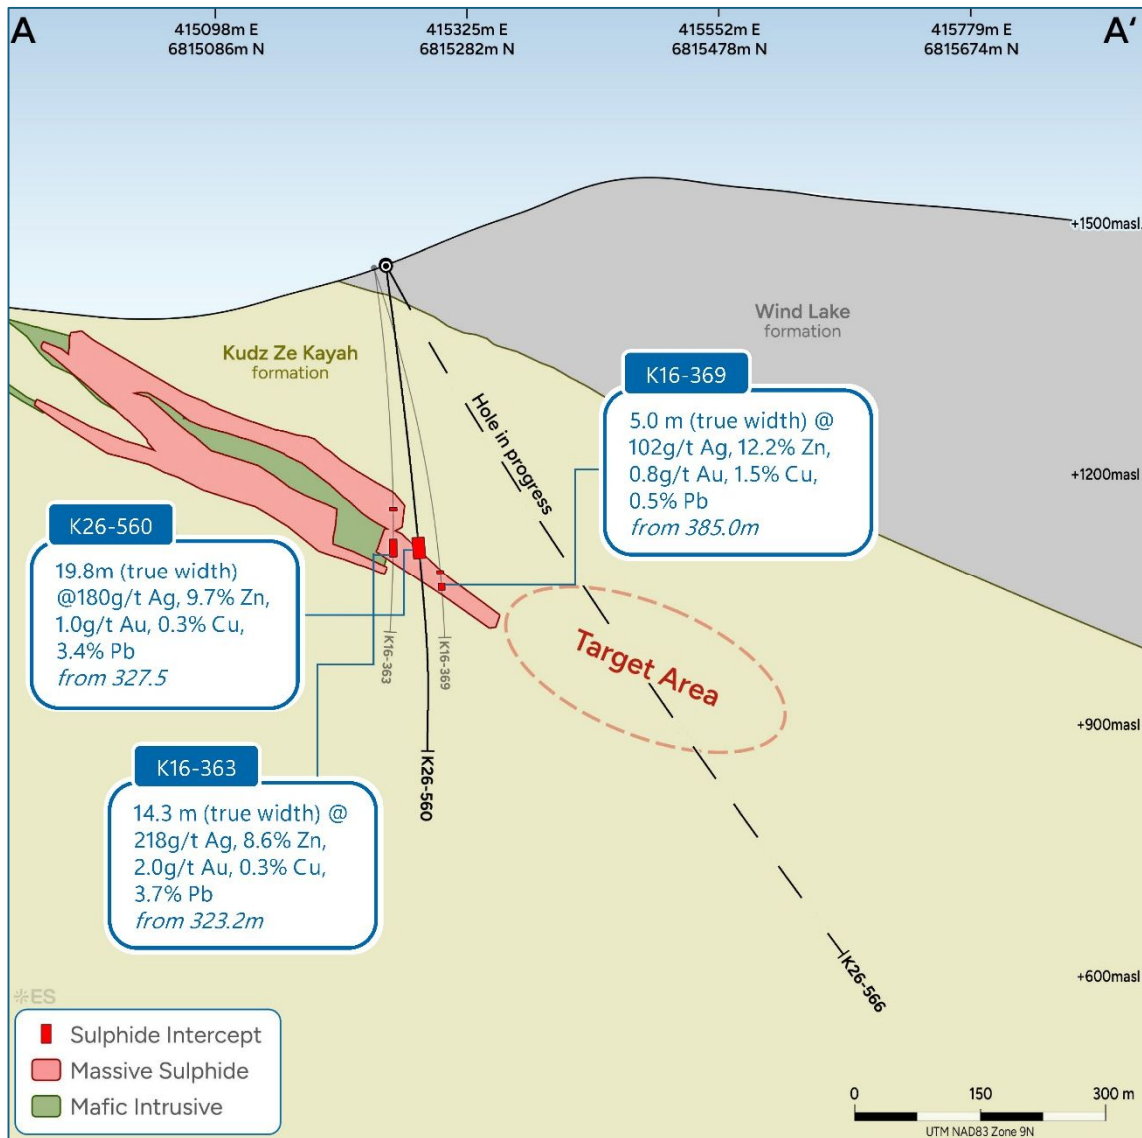 A
415098m E
6815086m N
415325m E
6815282m N
415552m E
6815478m N
415779m E
6815674m N
A'
+1500masl
Wind Lake
formation
Kudz Ze Kayah
formation
K16-369
5.0 m (true width) @
102g/t Ag, 12.2% Zn,
0.8g/t Au, 1.5% Cu,
0.5% Pb
from 385.0m
Hole in progress
+1200masl
K26-560
19.8m (true width)
@180g/t Ag, 9.7% Zn,
1.0g/t Au, 0.3% Cu,
3.4% Pb
from 327.5
K16-363
K16-369
Target Area
+900masl
K26-560
K16-363
14.3 m (true width) @
218g/t Ag, 8.6% Zn,
2.0g/t Au, 0.3% Cu,
3.7% Pb
from 323.2m
K26-566
+600masl
ES
Sulphide Intercept
Massive Sulphide
Mafic Intrusive
0 150 300 m
UTM NAD83 Zone 9N